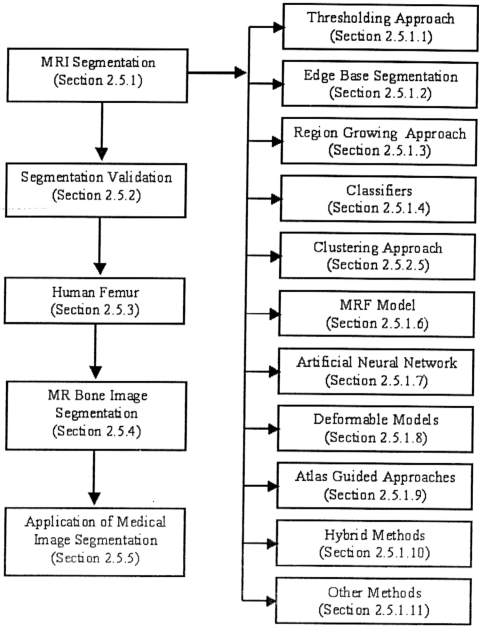 MRI Segmentation
(Section 2.5.1)
Segmentation Validation
(Section 2.5.2)
Human Femur
(Section 2.5.3)
MR Bone Image
Segmentation
(Section 2.5.4)
Application of Medical
Image Segmentation
(Section 2.5.5)
Thresholding Approach
(Section 2.5.1.1)
Edge Base Segmentation
(Section 2.5.1.2)
Region Growing Approach
(Section 2.5.1.3)
Classifiers
(Section 2.5.1.4)
Clustering Approach
(Section 2.5.2.5)
MRF Model
(Section 2.5.1.6)
Artificial Neural Network
(Section 2.5.1.7)
Deformable Models
(Section 2.5.1.8)
Atlas Guided Approaches
(Section 2.5.1.9)
Hybrid Methods
(Section 2.5.1.10)
Other Methods
(Section 2.5.1.11)